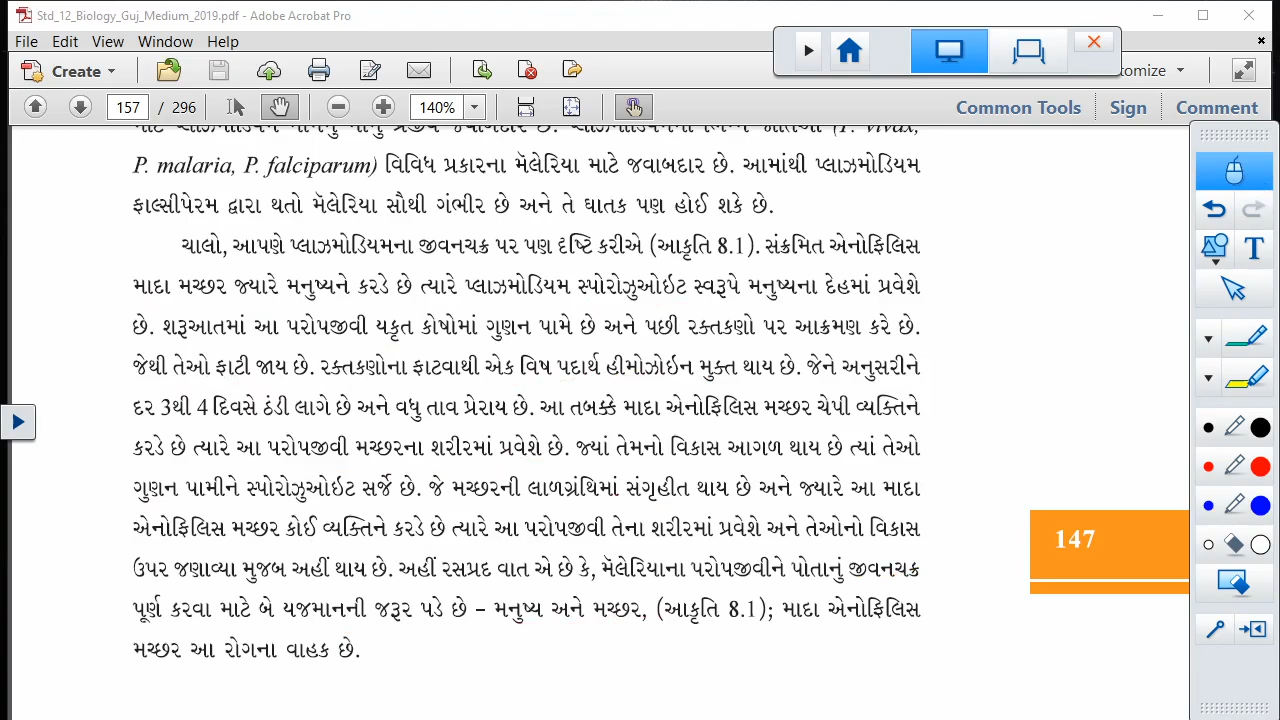 Std_12_Biology_Guj_Medium_2019.pdf - Adobe Acrobat Pro
File Edit View Window Help
Create
tomize
157 / 296 140% Common Tools Sign Comment
P. malaria, P. falciparum) વિવિધ પ્રકારના મૅલેરિયા માટે જવાબદાર છે. આમાંથી પ્લાઝમોડિયમ
ફાલ્સીપેરમ દ્વારા થતો મૅલેરિયા સૌથી ગંભીર છે અને તે ઘાતક પણ હોઈ શકે છે.
ચાલો, આપણે પ્લાઝમોડિયમના જીવનચક્ર પર પણ દૃષ્ટિ કરીએ (આકૃતિ 8.1). સંક્રમિત એનોફિલિસ
માદા મચ્છર જ્યારે મનુષ્યને કરડે છે ત્યારે પ્લાઝમોડિયમ સ્પોરોઝુઓઇટ સ્વરૂપે મનુષ્યના દેહમાં પ્રવેશે
છે. શરૂઆતમાં આ પરોપજીવી યકૃત કોષોમાં ગુણન પામે છે અને પછી રક્તકણો પર આક્રમણ કરે છે.
જેથી તેઓ ફાટી જાય છે. રક્તકણોના ફાટવાથી એક વિષ પદાર્થ હીમોઝોઇન મુક્ત થાય છે. જેને અનુસરીને
દર 3થી 4 દિવસે ઠંડી લાગે છે અને વધુ તાવ પ્રેરાય છે. આ તબક્કે માદા એનોફિલિસ મચ્છર ચેપી વ્યક્તિને
કરડે છે ત્યારે આ પરોપજીવી મચ્છરના શરીરમાં પ્રવેશે છે. જ્યાં તેમનો વિકાસ આગળ થાય છે ત્યાં તેઓ
ગુણન પામીને સ્પોરોઝુઓઇટ સર્જે છે. જે મચ્છરની લાળગ્રંથિમાં સંગૃહીત થાય છે અને જ્યારે આ માદા
એનોફિલિસ મચ્છર કોઈ વ્યક્તિને કરડે છે ત્યારે આ પરોપજીવી તેના શરીરમાં પ્રવેશે અને તેઓનો વિકાસ
ઉપર જણાવ્યા મુજબ અહીં થાય છે. અહીં રસપ્રદ વાત એ છે કે, મૅલેરિયાના પરોપજીવીને પોતાનું જીવનચક્ર
પૂર્ણ કરવા માટે બે યજમાનની જરૂર પડે છે – મનુષ્ય અને મચ્છર, (આકૃતિ 8.1); માદા એનોફિલિસ
મચ્છર આ રોગના વાહક છે.
147
T